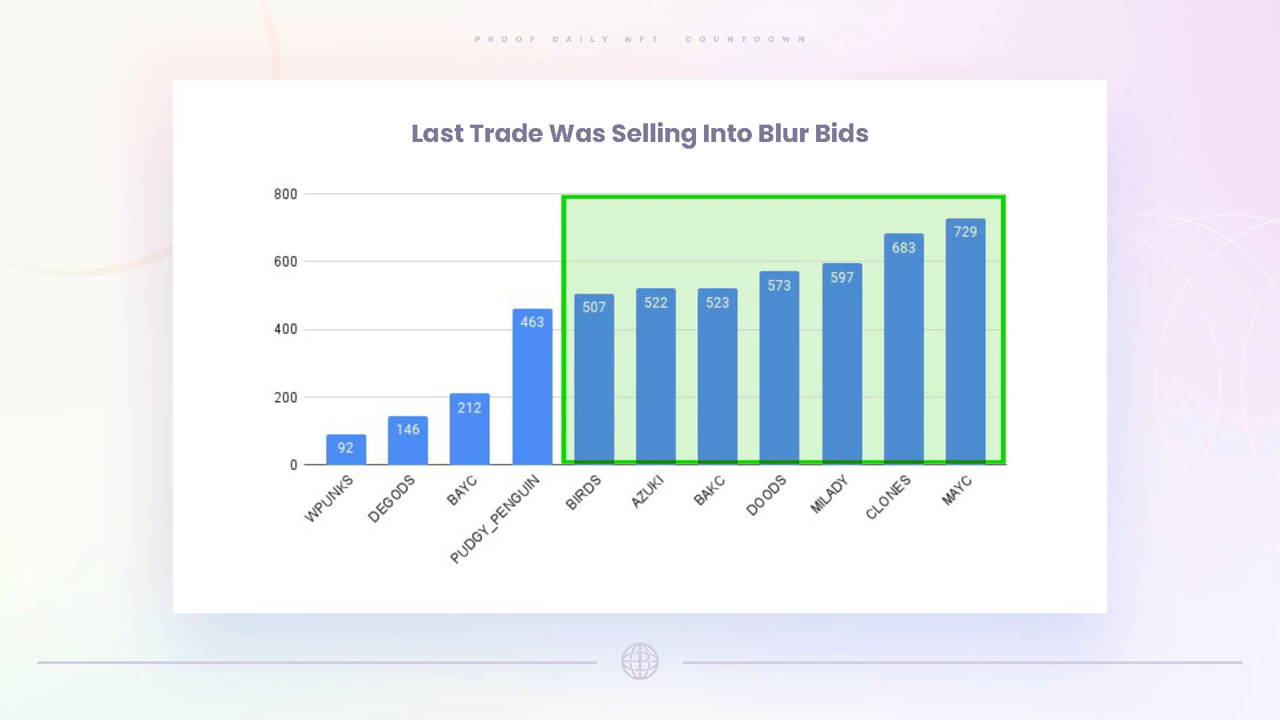 PROOF DAILY NFT COUNTDOWN
Last Trade Was Selling Into Blur Bids
800
600
400
200
0
92
146
212
463
507
522
523
573
597
683
729
WPUNKS
DEGODS
BAYC
PUDGY_PENGUIN
BIRDS
AZUKI
BAKC
DOODS
MILADY
CLONES
MAYC